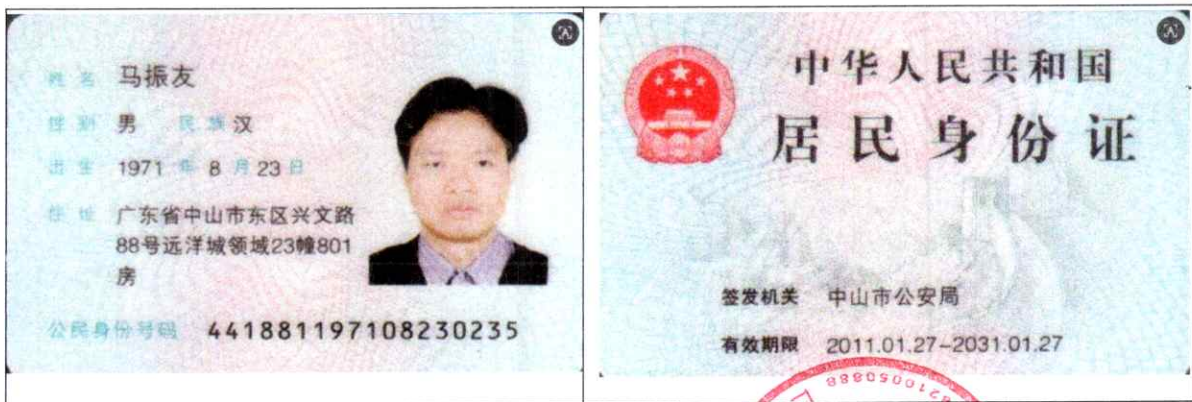 姓名 马振友
性别 男 民族 汉
出生 1971 年 8 月 23 日
住址 广东省中山市东区兴文路
88号远洋城领域23幢801
房
公民身份号码 441881197108230235
中华人民共和国
居民身份证
签发机关 中山市公安局
有效期限 2011.01.27-2031.01.27